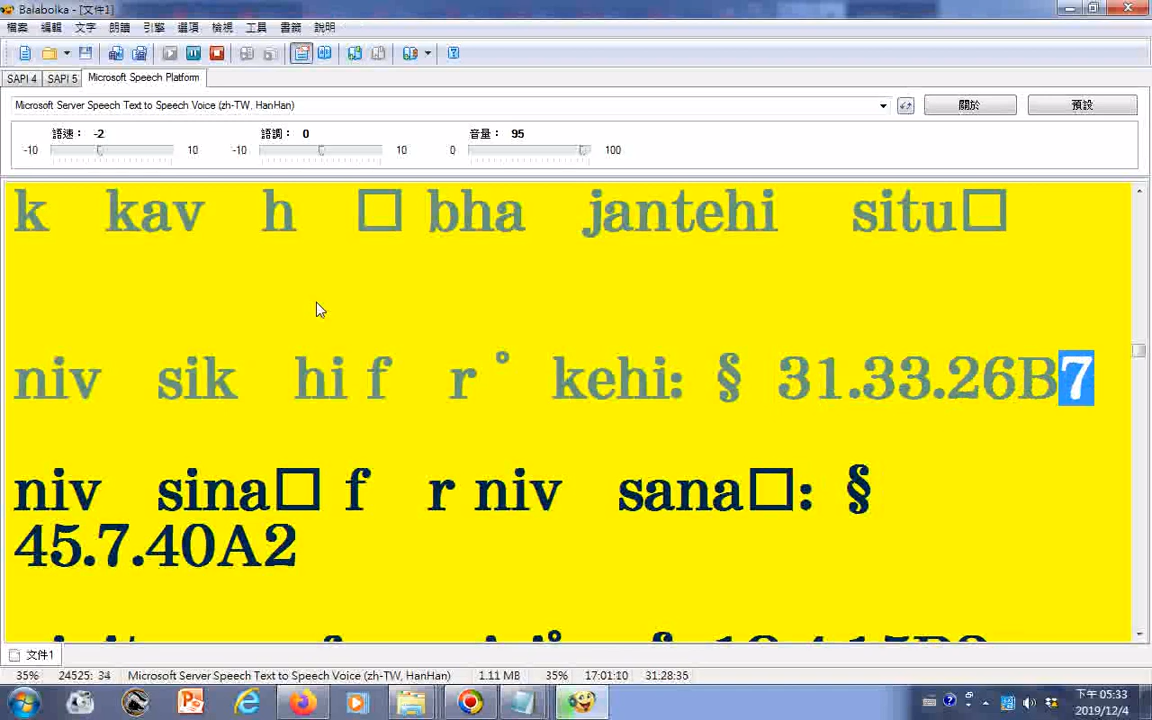 Balabolka - [文件1]
檔案 編輯 文字 朗讀 引擎 選項 檢視 工具 書籤 說明
SAPI 4 SAPI 5 Microsoft Speech Platform
Microsoft Server Speech Text to Speech Voice (zh-TW, HanHan) 關於 預設
語速： -2 語調： 0 音量： 95
-10 10 -10 10 0 100
k kav h □ bha jantehi situ□
niv sik hi f r ° kehi: § 31.33.26B7
niv sina□ f r niv sana□: §
45.7.40A2
文件1
35% 24525: 34 Microsoft Server Speech Text to Speech Voice (zh-TW, HanHan) 1.11 MB 35% 17:01:10 31:28:35
下午 05:33
2019/12/4